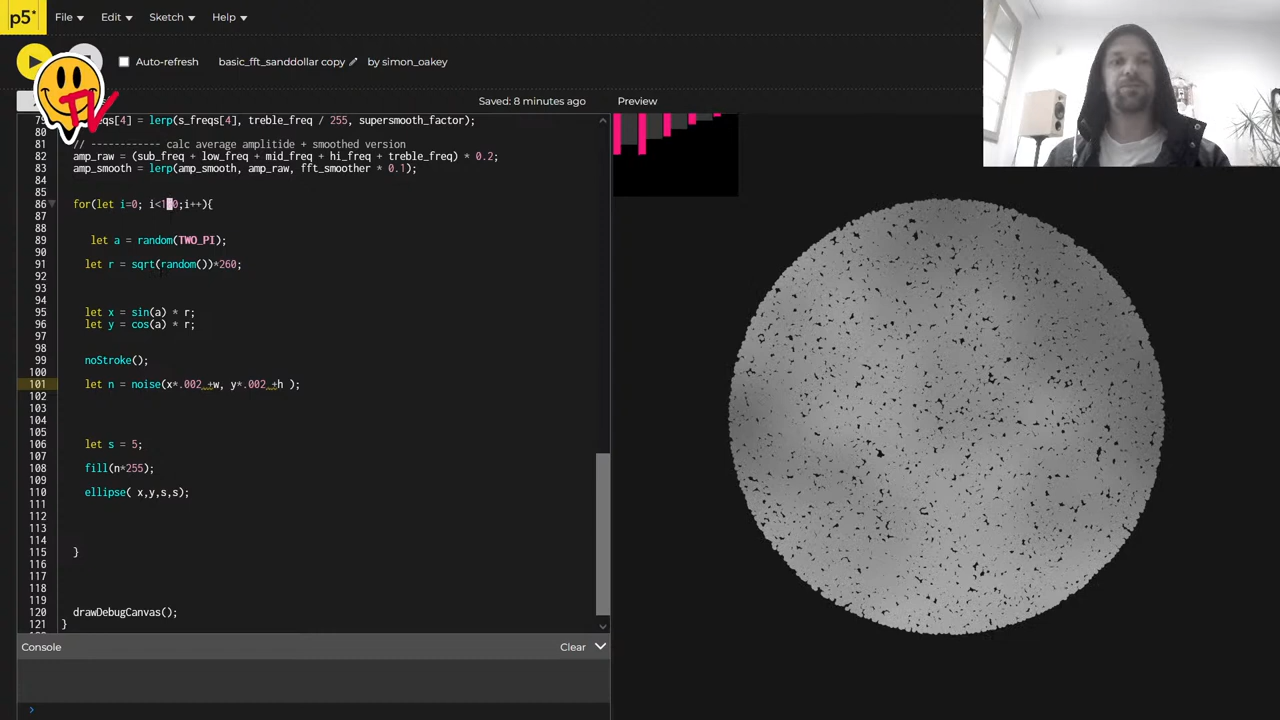 p5* File Edit Sketch Help
Auto-refresh basic_fft_sanddollar copy by simon_oakey
TV
Saved: 8 minutes ago Preview
79 s_freqs[4] = lerp(s_freqs[4], treble_freq / 255, supersmooth_factor);
80
81 // ------------ calc average amplitide + smoothed version
82 amp_raw = (sub_freq + low_freq + mid_freq + hi_freq + treble_freq) * 0.2;
83 amp_smooth = lerp(amp_smooth, amp_raw, fft_smoother * 0.1);
84
85
86 for(let i=0; i<100;i++){
87
88
89 let a = random(TWO_PI);
90
91 let r = sqrt(random())*260;
92
93
94
95 let x = sin(a) * r;
96 let y = cos(a) * r;
97
98
99 noStroke();
100
101 let n = noise(x*.002 +w, y*.002 +h );
102
103
104
105
106 let s = 5;
107
108 fill(n*255);
109
110 ellipse( x,y,s,s);
111
112
113
114
115 }
116
117
118
119
120 drawDebugCanvas();
121 }
Console Clear
>